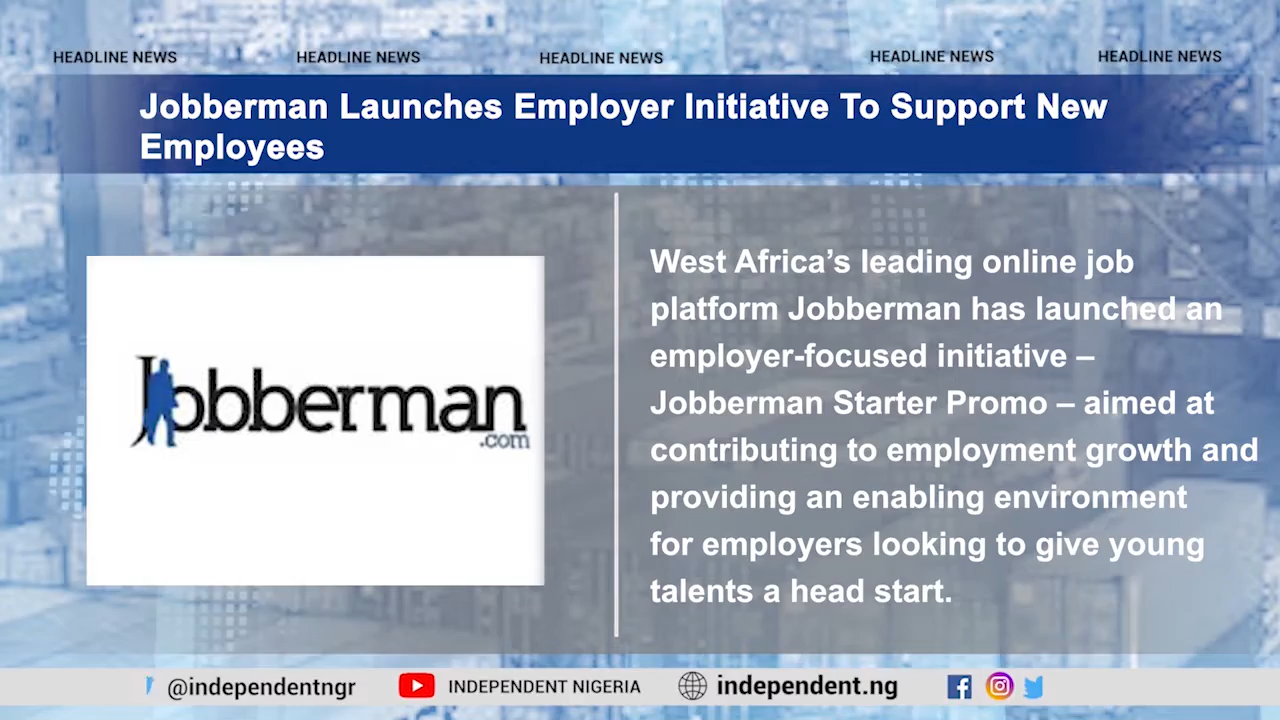 HEADLINE NEWS HEADLINE NEWS HEADLINE NEWS HEADLINE NEWS HEADLINE NEWS
Jobberman Launches Employer Initiative To Support New
Employees
Jobberman
.com
West Africa’s leading online job
platform Jobberman has launched an
employer-focused initiative –
Jobberman Starter Promo – aimed at
contributing to employment growth and
providing an enabling environment
for employers looking to give young
talents a head start.
@independentngr INDEPENDENT NIGERIA independent.ng